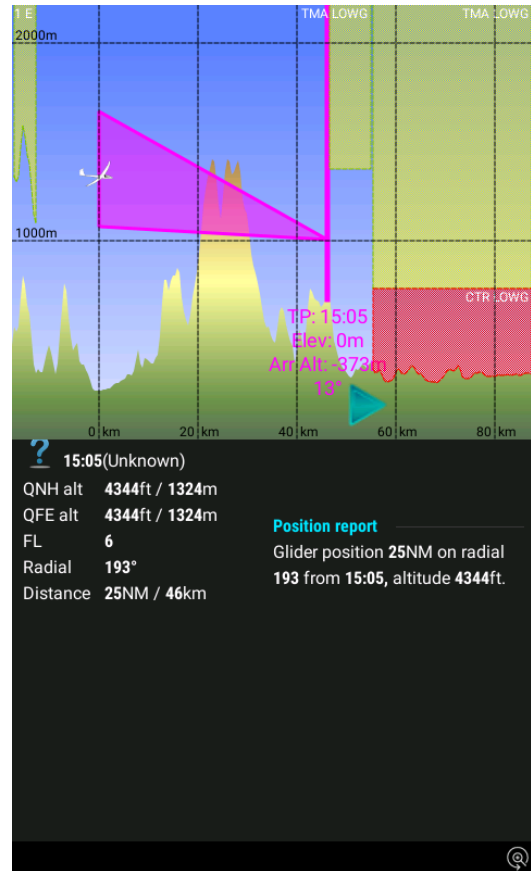 1 E
TMA LOWG
TMA LOWG
2000m
1000m
CTR LOWG
TP: 15:05
Elev: 0m
Arr Alt: -373m
13°
0 km
20 km
40 km
60 km
80 km
? 15:05(Unknown)
QNH alt 4344ft / 1324m
QFE alt 4344ft / 1324m
FL 6
Radial 193°
Distance 25NM / 46km
Position report
Glider position 25NM on radial
193 from 15:05, altitude 4344ft.